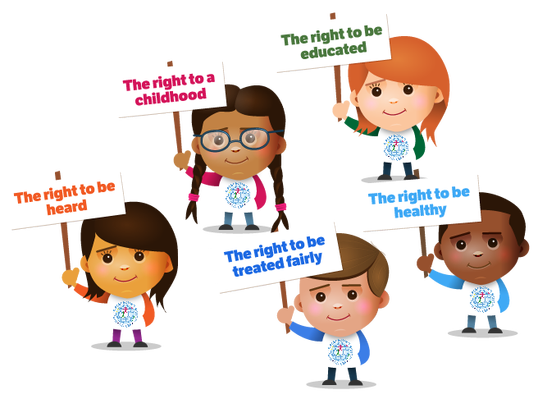 The right to be
educated
The right to a
childhood
The right to be
heard
The right to be
healthy
The right to be
treated fairly